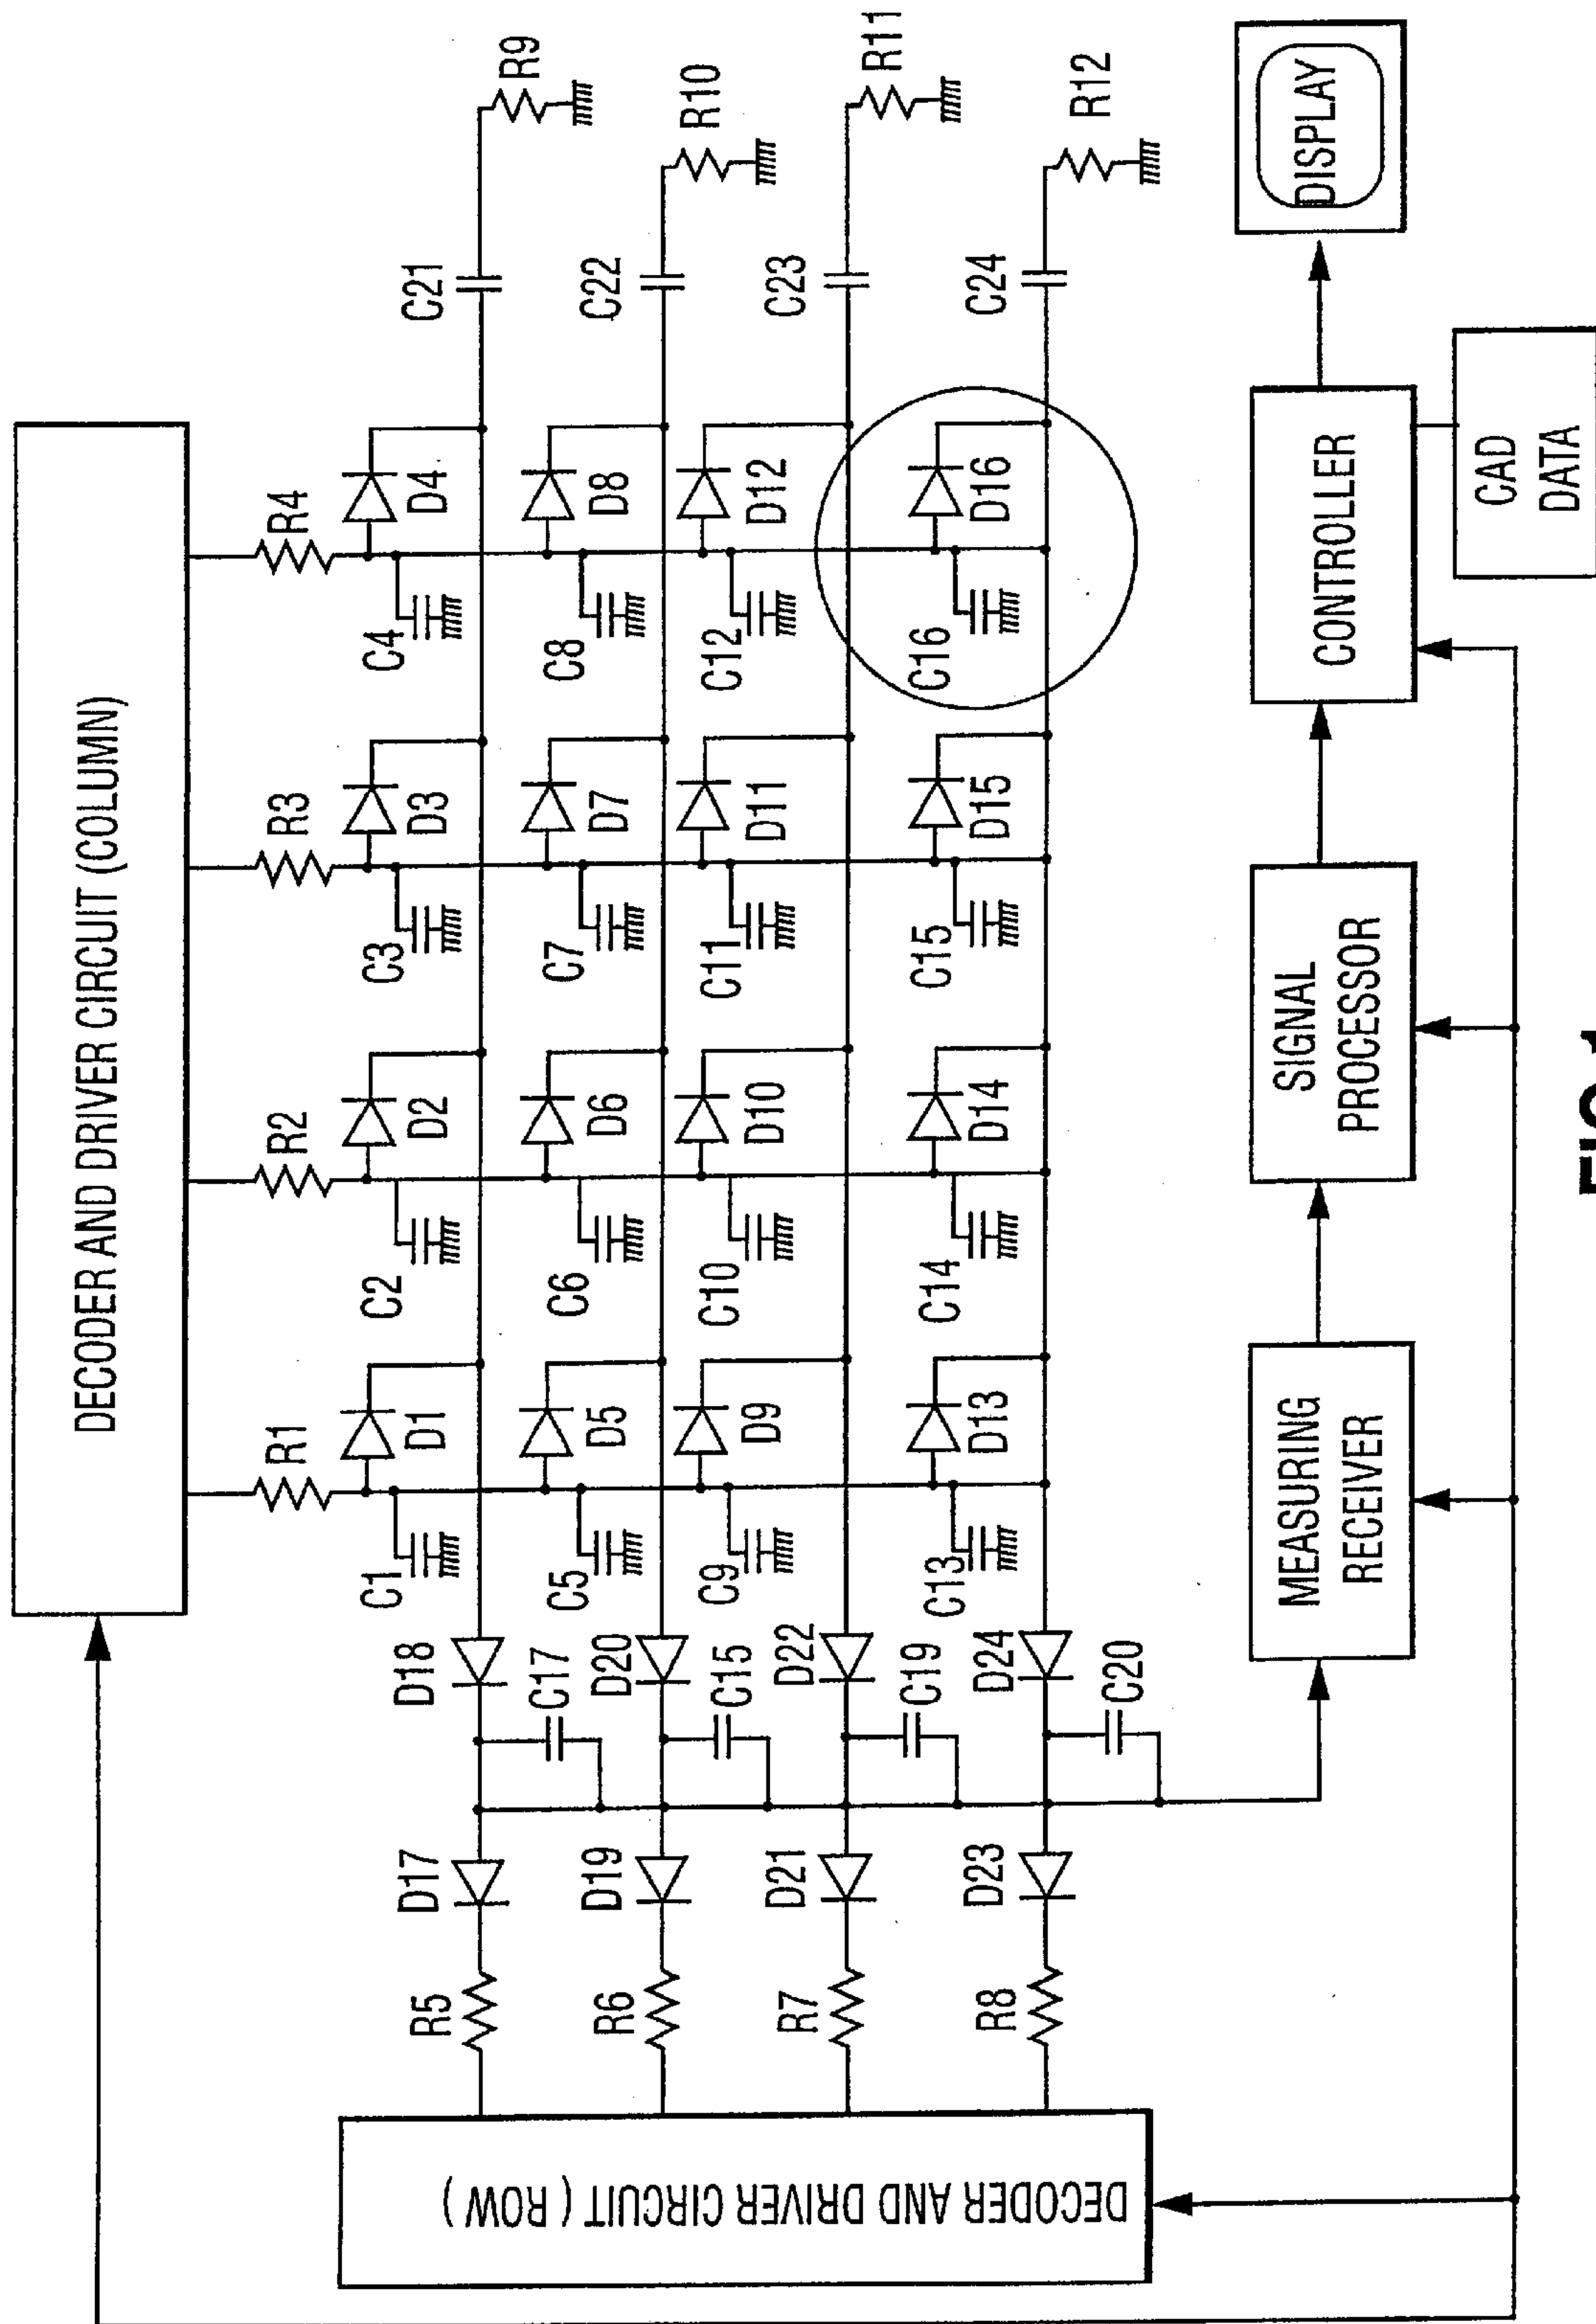 DECODER AND DRIVER CIRCUIT (COLUMN)
R1
R2
R3
R4
D1
D2
D3
D4
C1
C2
C3
C4
R5
D17
D18
C17
C21
R9
D5
D6
D7
D8
C5
C6
C7
C8
R6
D19
D20
C15
C22
R10
D9
D10
D11
D12
C9
C10
C11
C12
R7
D21
D22
C19
C23
R11
D13
D14
D15
D16
C13
C14
C15
C16
R8
D23
D24
C20
C24
R12
DECODER AND DRIVER CIRCUIT ( ROW )
MEASURING
RECEIVER
SIGNAL
PROCESSOR
CONTROLLER
DISPLAY
CAD
DATA